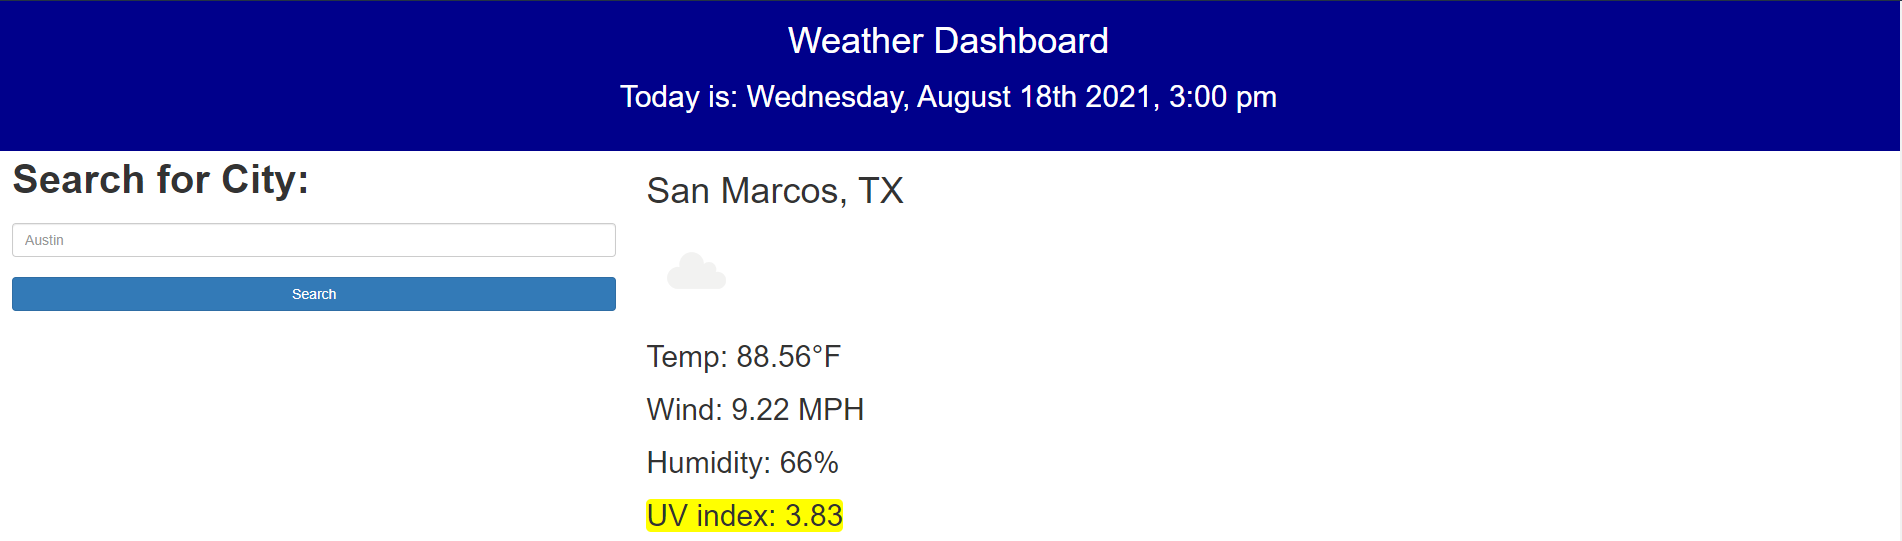 Weather Dashboard
Today is: Wednesday, August 18th 2021, 3:00 pm
Search for City:
Austin
Search
San Marcos, TX
Temp: 88.56°F
Wind: 9.22 MPH
Humidity: 66%
UV index: 3.83